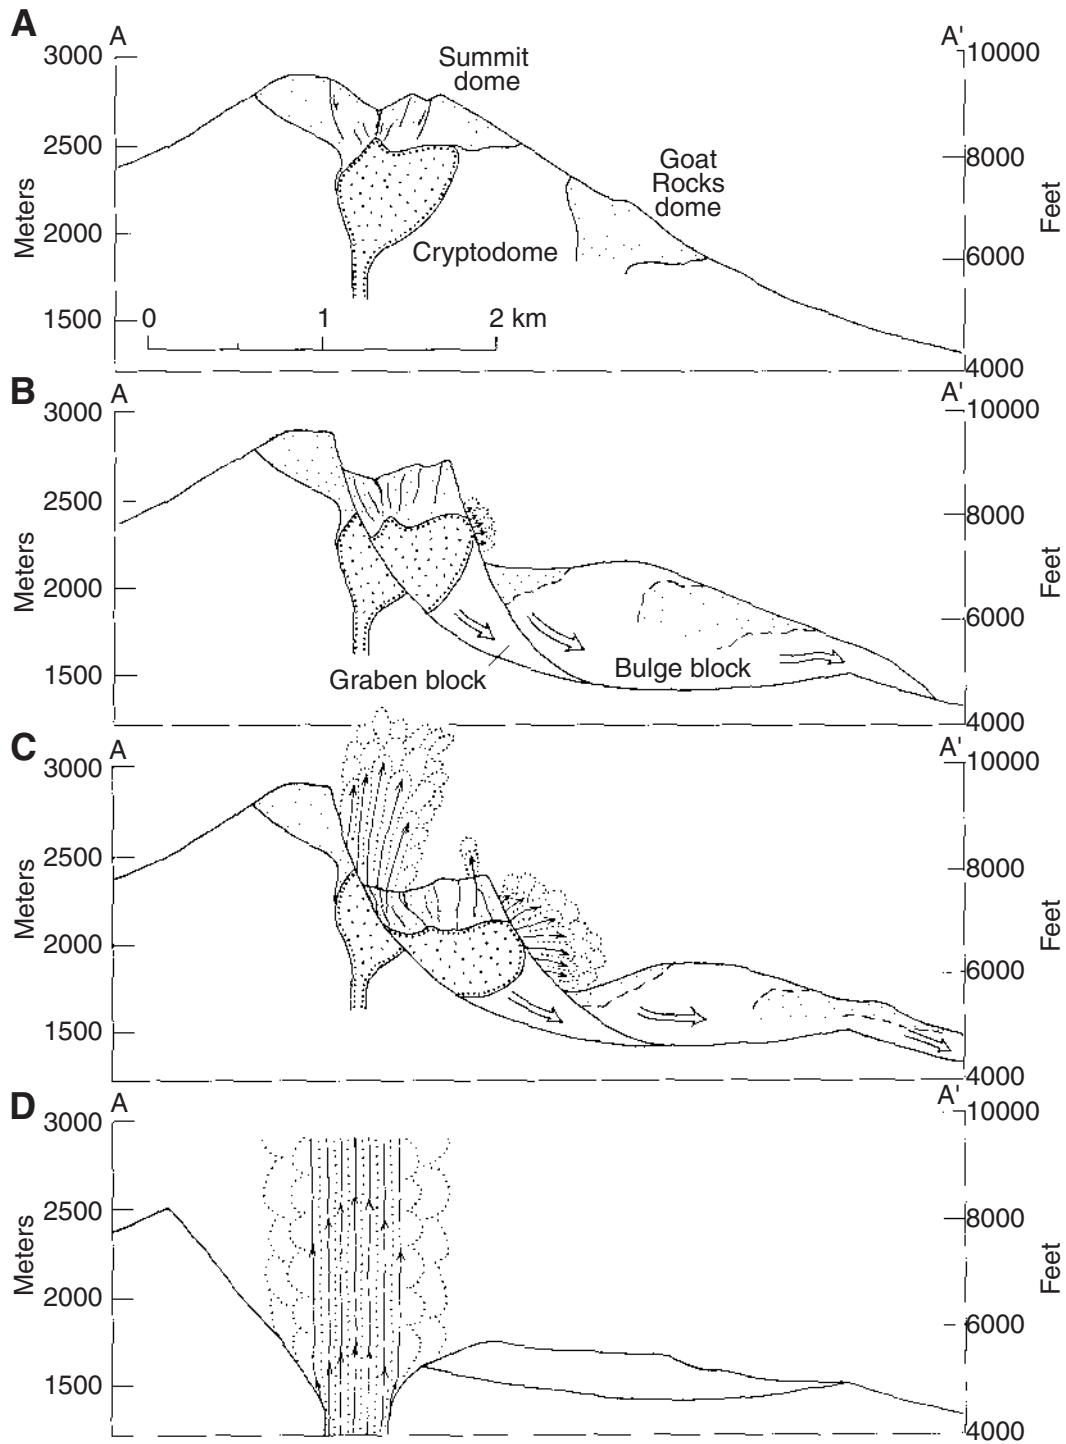 A
A
A'
3000
10000
Summit
dome
2500
8000
Goat
Rocks
dome
Meters
Feet
2000
6000
Cryptodome
1500
0
1
2 km
4000
B
A
A'
3000
10000
2500
8000
Meters
Feet
2000
6000
1500
Graben block
Bulge block
4000
C
A
A'
3000
10000
2500
8000
Meters
Feet
2000
6000
1500
4000
D
A
A'
3000
10000
2500
8000
Meters
Feet
2000
6000
1500
4000